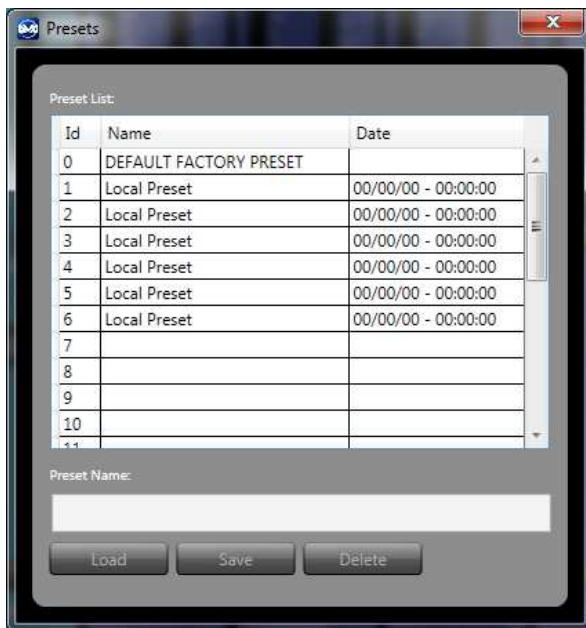 Presets
Preset List:
Id Name Date
0 DEFAULT FACTORY PRESET
1 Local Preset 00/00/00 - 00:00:00
2 Local Preset 00/00/00 - 00:00:00
3 Local Preset 00/00/00 - 00:00:00
4 Local Preset 00/00/00 - 00:00:00
5 Local Preset 00/00/00 - 00:00:00
6 Local Preset 00/00/00 - 00:00:00
7
8
9
10
11
Preset Name:
Load Save Delete